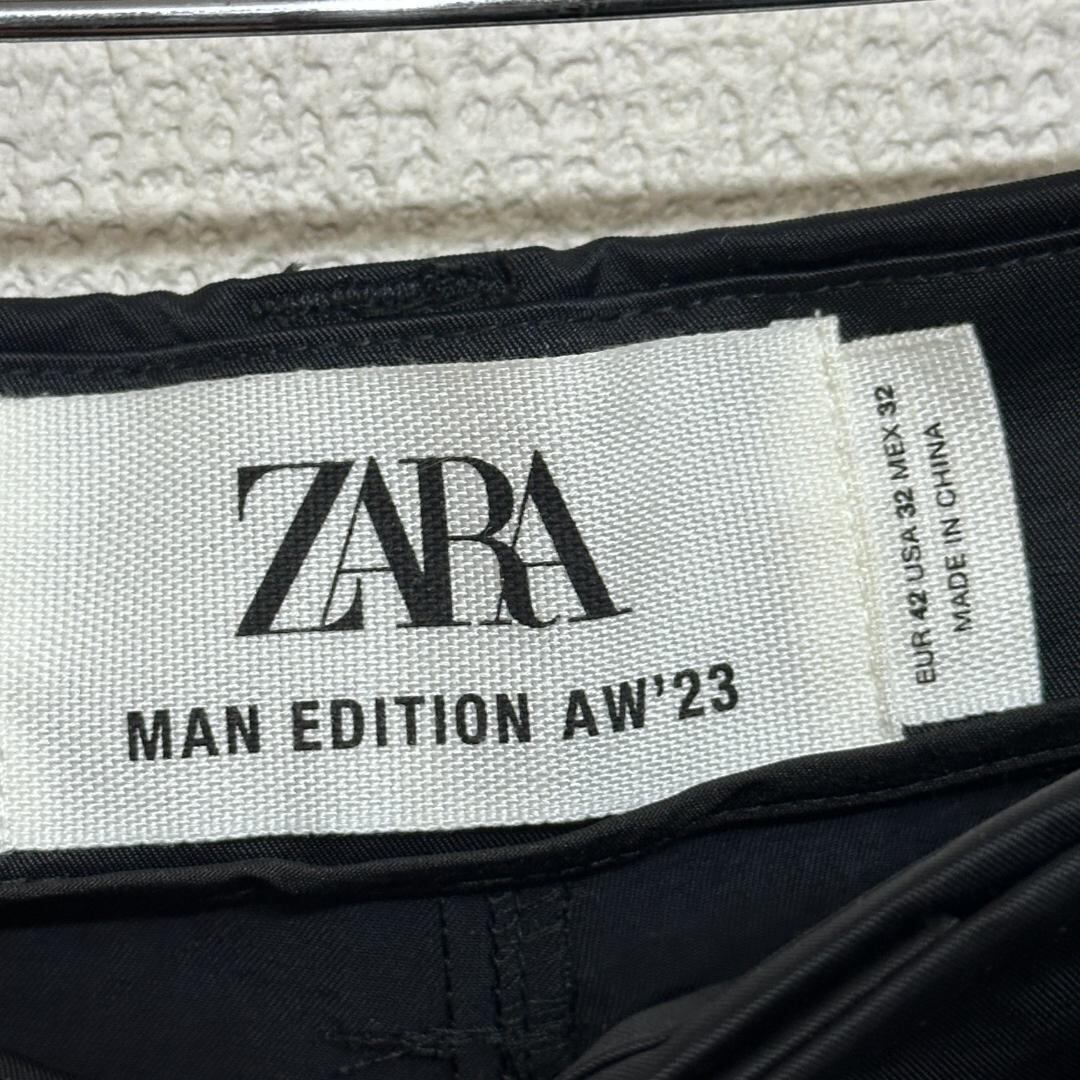 ZARA
MAN EDITION AW'23
EUR 42 USA 32 MEX 32
MADE IN CHINA